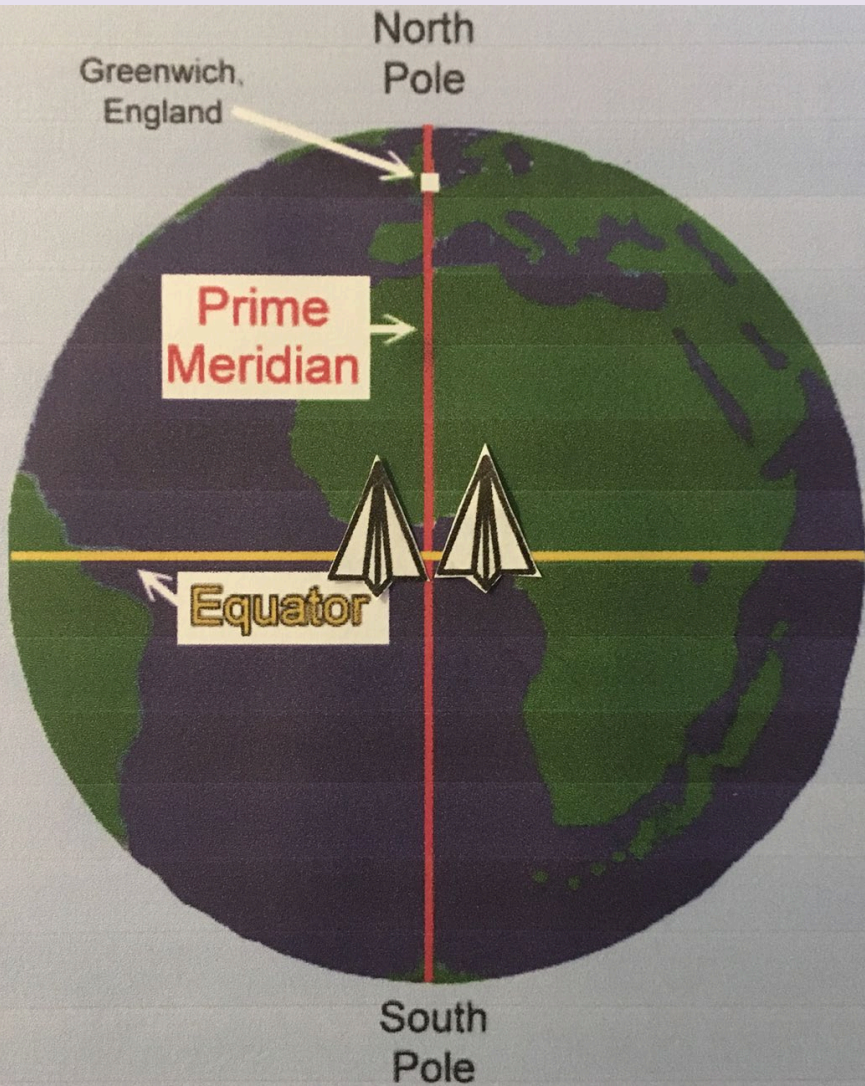 North
Pole
Greenwich,
England
Prime
Meridian
Equator
South
Pole